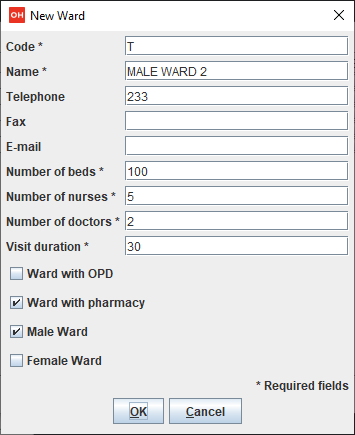 OH New Ward
Code * T
Name * MALE WARD 2
Telephone 233
Fax
E-mail
Number of beds * 100
Number of nurses * 5
Number of doctors * 2
Visit duration * 30
Ward with OPD
Ward with pharmacy
Male Ward
Female Ward
* Required fields
OK Cancel